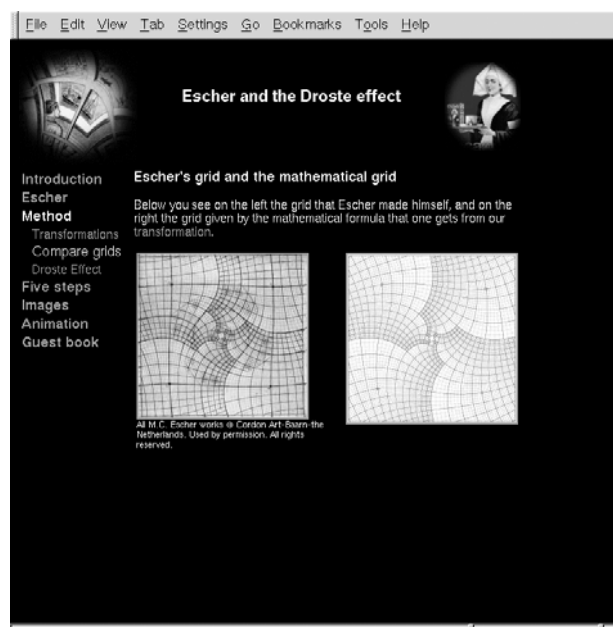 File Edit View Tab Settings Go Bookmarks Tools Help
Escher and the Droste effect
Introduction
Escher
Method
Transformations
Compare grids
Droste Effect
Five steps
Images
Animation
Guest book
Escher's grid and the mathematical grid
Below you see on the left the grid that Escher made himself, and on the
right the grid given by the mathematical formula that one gets from our
transformation.
All M.C. Escher works © Cordon Art-Baarn-the
Netherlands. Used by permission. All rights
reserved.